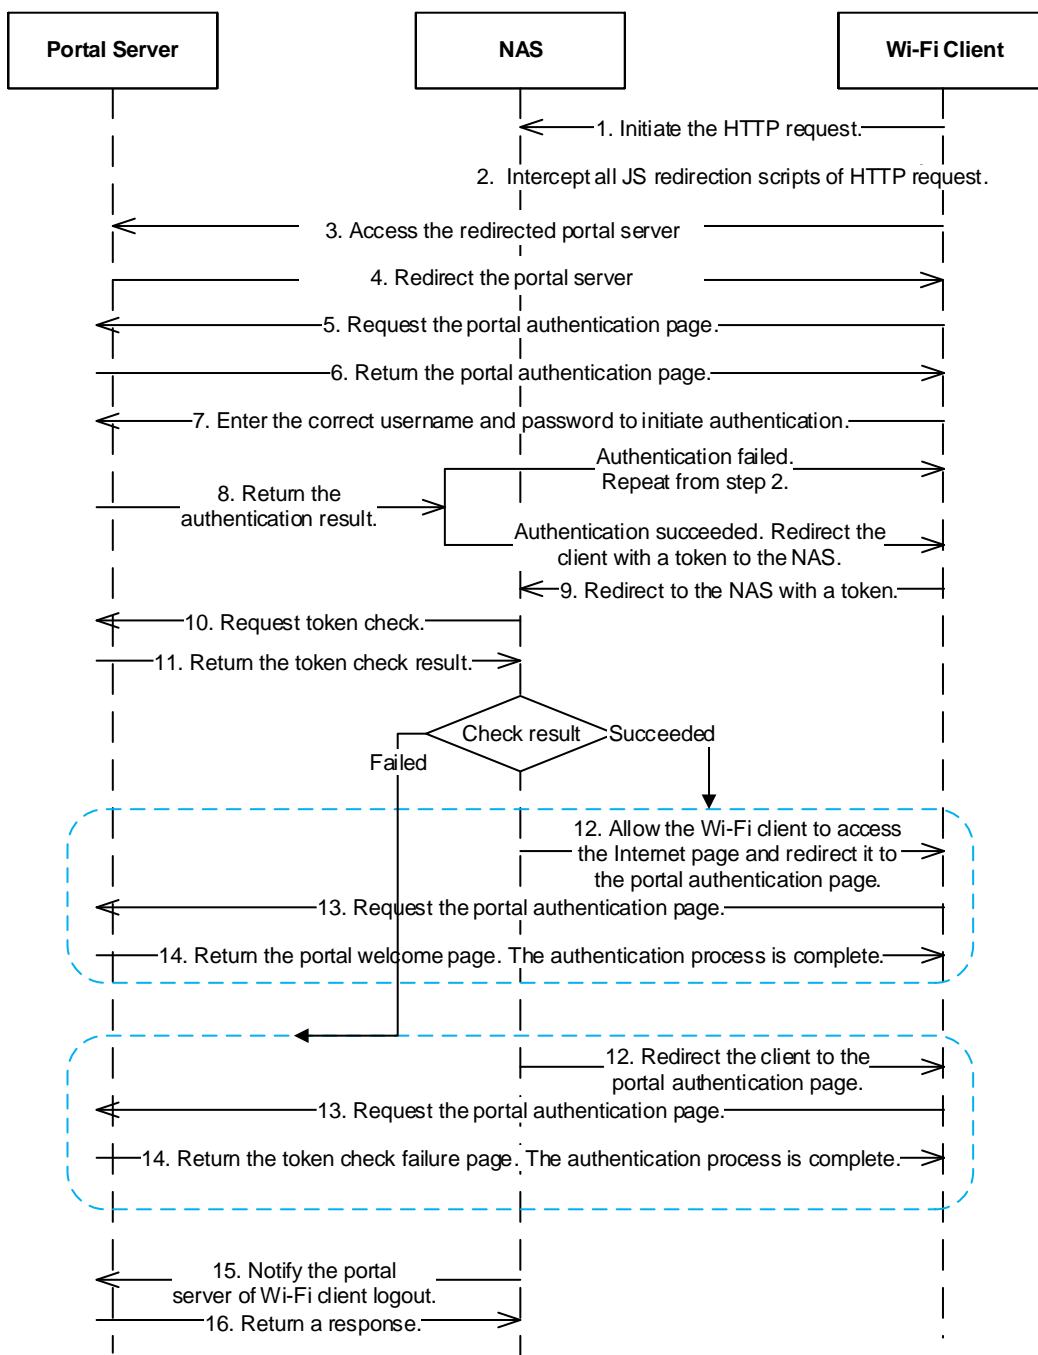 Portal Server
NAS
Wi-Fi Client
1. Initiate the HTTP request.
2. Intercept all JS redirection scripts of HTTP request.
3. Access the redirected portal server
4. Redirect the portal server
5. Request the portal authentication page.
6. Return the portal authentication page.
7. Enter the correct username and password to initiate authentication.
Authentication failed.
Repeat from step 2.
8. Return the
authentication result.
Authentication succeeded. Redirect the
client with a token to the NAS.
9. Redirect to the NAS with a token.
10. Request token check.
11. Return the token check result.
Check result
Succeeded
Failed
12. Allow the Wi-Fi client to access
the Internet page and redirect it to
the portal authentication page.
13. Request the portal authentication page.
14. Return the portal welcome page. The authentication process is complete.
12. Redirect the client to the
portal authentication page.
13. Request the portal authentication page.
14. Return the token check failure page. The authentication process is complete.
15. Notify the portal
server of Wi-Fi client logout.
16. Return a response.